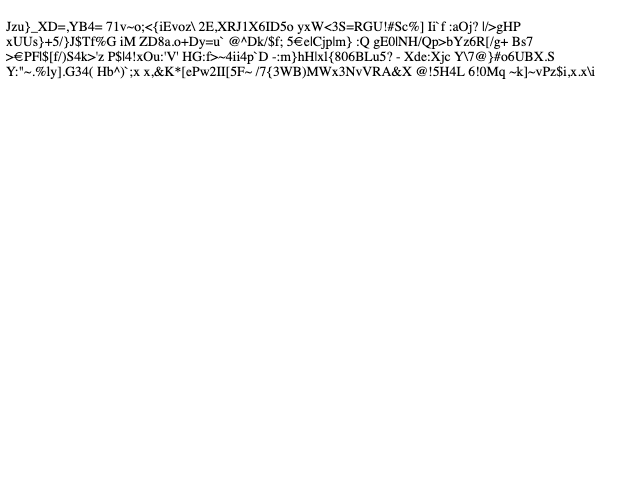 Jzu}_XD=,YB4= 71v~o;<{iEvoz\ 2E,XRJ1X6ID5o yxW<3S=RGU!#Sc%] Ii`f :aOj? l/>gHP
xUUs}+5/}J$Tf%G iM ZD8a.o+Dy=u` @^Dk/$f; 5€e|Cjp|m} :Q gE0|NH/Qp>bYz6R[/g+ Bs7
>€PF|$[f/)S4k>'z P$l4!xOu:'V' HG:f>~4ii4p`D -:m}hH|x|{806BLu5? - Xde:Xjc Y\7@}#o6UBX.S
Y:"~.%ly].G34( Hb^)`;x x,&K*[ePw2II[5F~ /7{3WB)MWx3NvVRA&X @!5H4L 6!0Mq ~k]~vPz$i,x.x\i